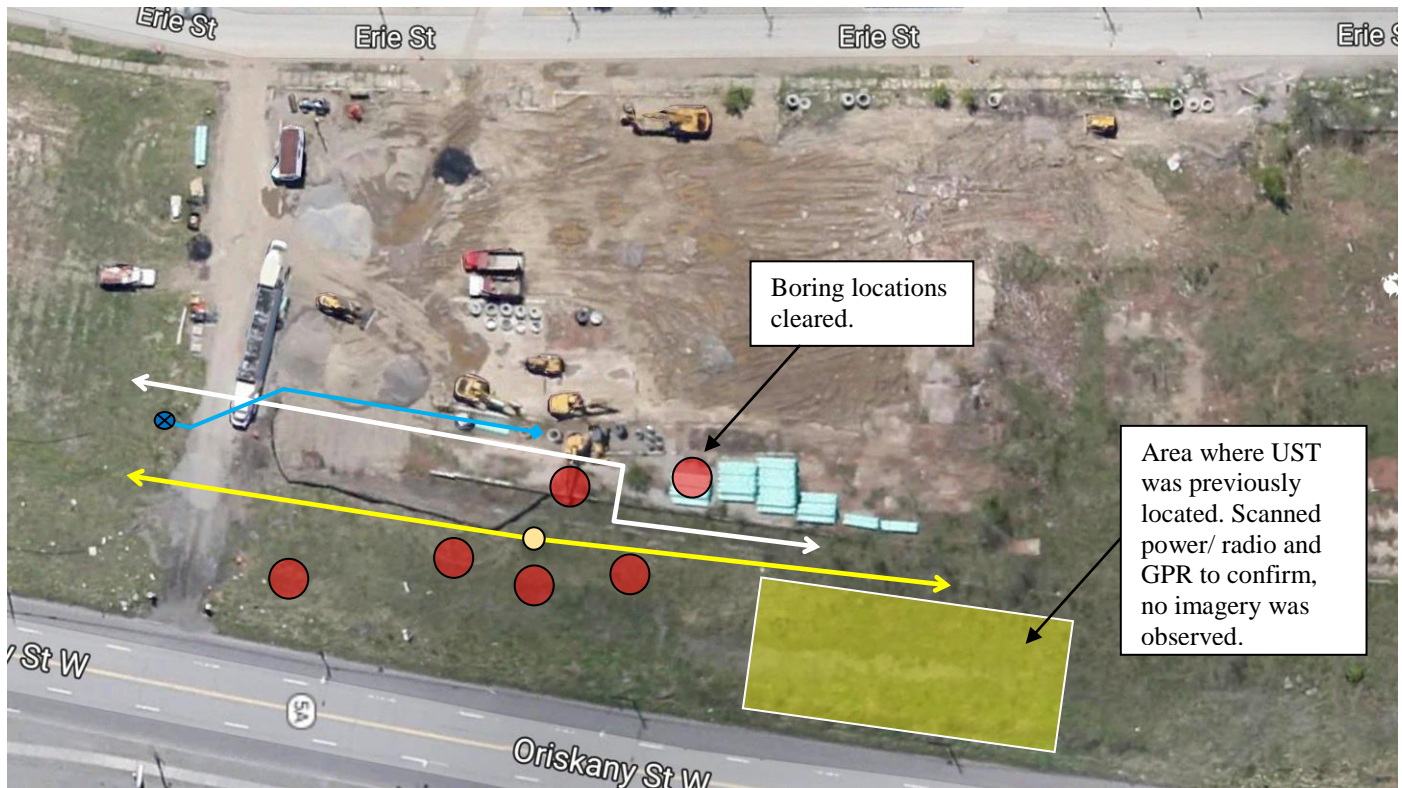 Erie St
Erie St
Erie St
Erie S
Boring locations
cleared.
Area where UST
was previously
located. Scanned
power/ radio and
GPR to confirm,
no imagery was
observed.
y St W
5A
Oriskany St W